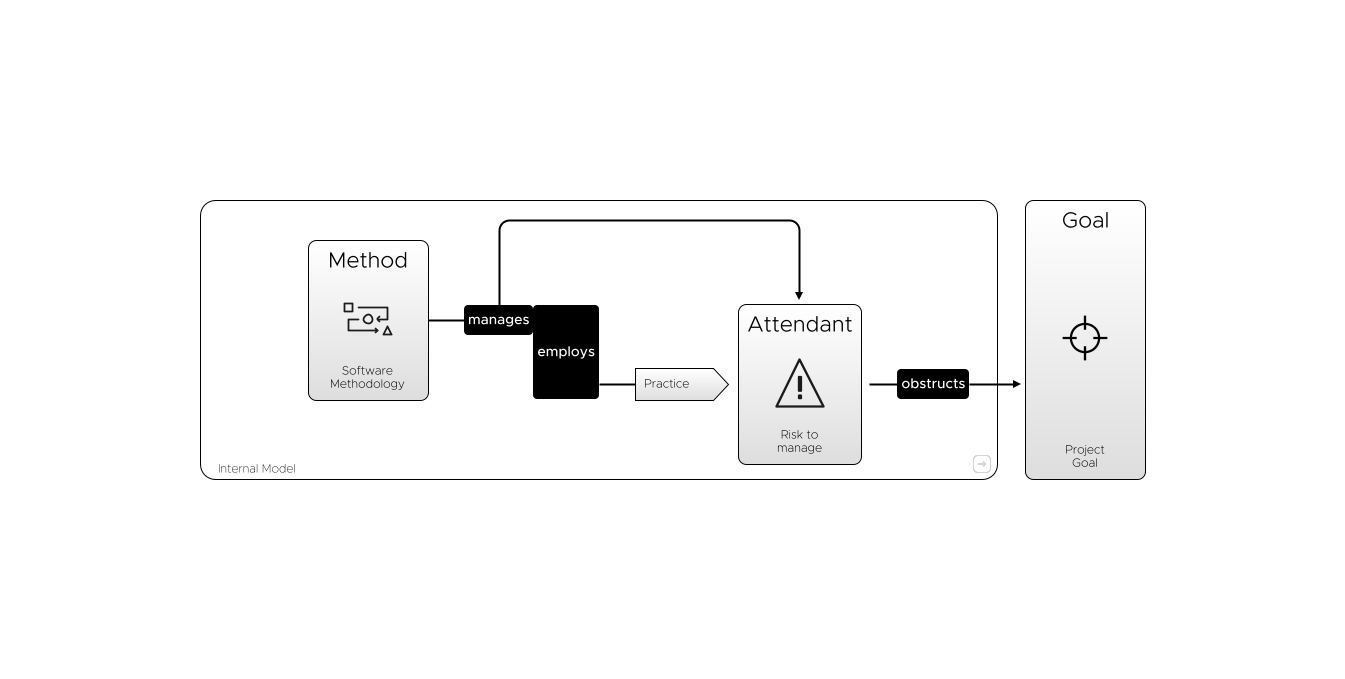 Method
Software
Methodology
manages
employs
Practice
Attendant
Risk to
manage
obstructs
Goal
Project
Goal
Internal Model